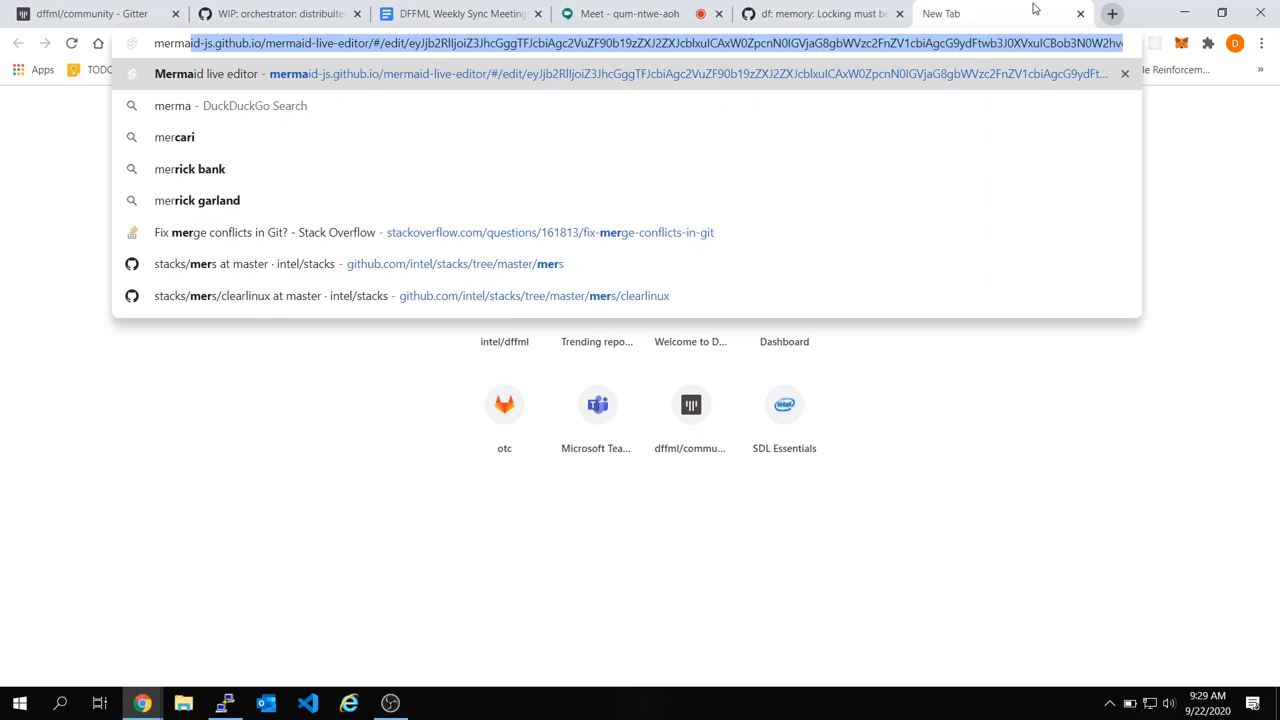 dffml/community - Gitter
WIP: orchestrator: distribuite
DFFML Weekly Sync Meeting
Meet - qum-ntwe-aoh
df: memory: Locking must be
New Tab
mermaid-js.github.io/mermaid-live-editor/#/edit/
Apps
TODO
le Reinforcem...
»
Mermaid live editor - mermaid-js.github.io/mermaid-live-editor/#/edit/
merma - DuckDuckGo Search
mercari
merrick bank
merrick garland
Fix merge conflicts in Git? - Stack Overflow - stackoverflow.com/questions/161813/fix-merge-conflicts-in-git
stacks/mers at master · intel/stacks - github.com/intel/stacks/tree/master/mers
stacks/mers/clearlinux at master · intel/stacks - github.com/intel/stacks/tree/master/mers/clearlinux
intel/dffml
Trending repo...
Welcome to D...
Dashboard
otc
Microsoft Tea...
dffml/commu...
SDL Essentials
9:29 AM
9/22/2020